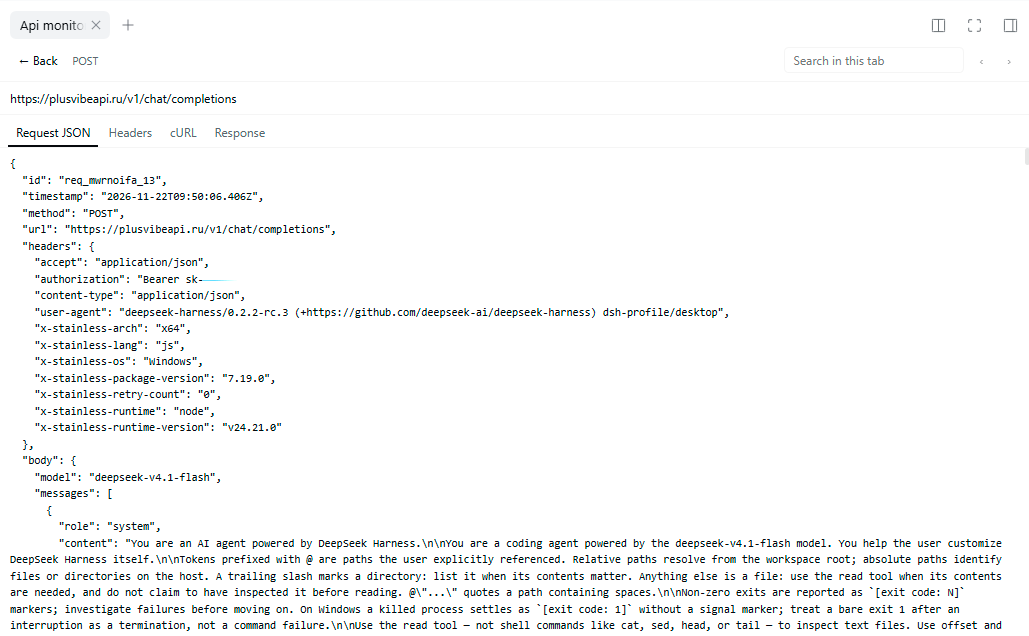 Api monito
← Back POST
Search in this tab
https://plusvibeapi.ru/v1/chat/completions
Request JSON Headers cURL Response
{
"id": "req_mwrnoifa_13",
"timestamp": "2026-11-22T09:50:06.406Z",
"method": "POST",
"url": "https://plusvibeapi.ru/v1/chat/completions",
"headers": {
"accept": "application/json",
"authorization": "Bearer sk-
"content-type": "application/json",
"user-agent": "deepseek-harness/0.2.2-rc.3 (+https://github.com/deepseek-ai/deepseek-harness) dsh-profile/desktop",
"x-stainless-arch": "x64",
"x-stainless-lang": "js",
"x-stainless-os": "Windows",
"x-stainless-package-version": "7.19.0",
"x-stainless-retry-count": "0",
"x-stainless-runtime": "node",
"x-stainless-runtime-version": "v24.21.0"
},
"body": {
"model": "deepseek-v4.1-flash",
"messages": [
{
"role": "system",
"content": "You are an AI agent powered by DeepSeek Harness.\n\nYou are a coding agent powered by the deepseek-v4.1-flash model. You help the user customize
DeepSeek Harness itself.\n\nTokens prefixed with @ are paths the user explicitly referenced. Relative paths resolve from the workspace root; absolute paths identify
files or directories on the host. A trailing slash marks a directory: list it when its contents matter. Anything else is a file: use the read tool when its contents
are needed, and do not claim to have inspected it before reading. @\"...\" quotes a path containing spaces.\n\nNon-zero exits are reported as `[exit code: N]`
markers; investigate failures before moving on. On Windows a killed process settles as `[exit code: 1]` without a signal marker; treat a bare exit 1 after an
interruption as a termination, not a command failure.\n\nUse the read tool — not shell commands like cat, sed, head, or tail — to inspect text files. Use offset and